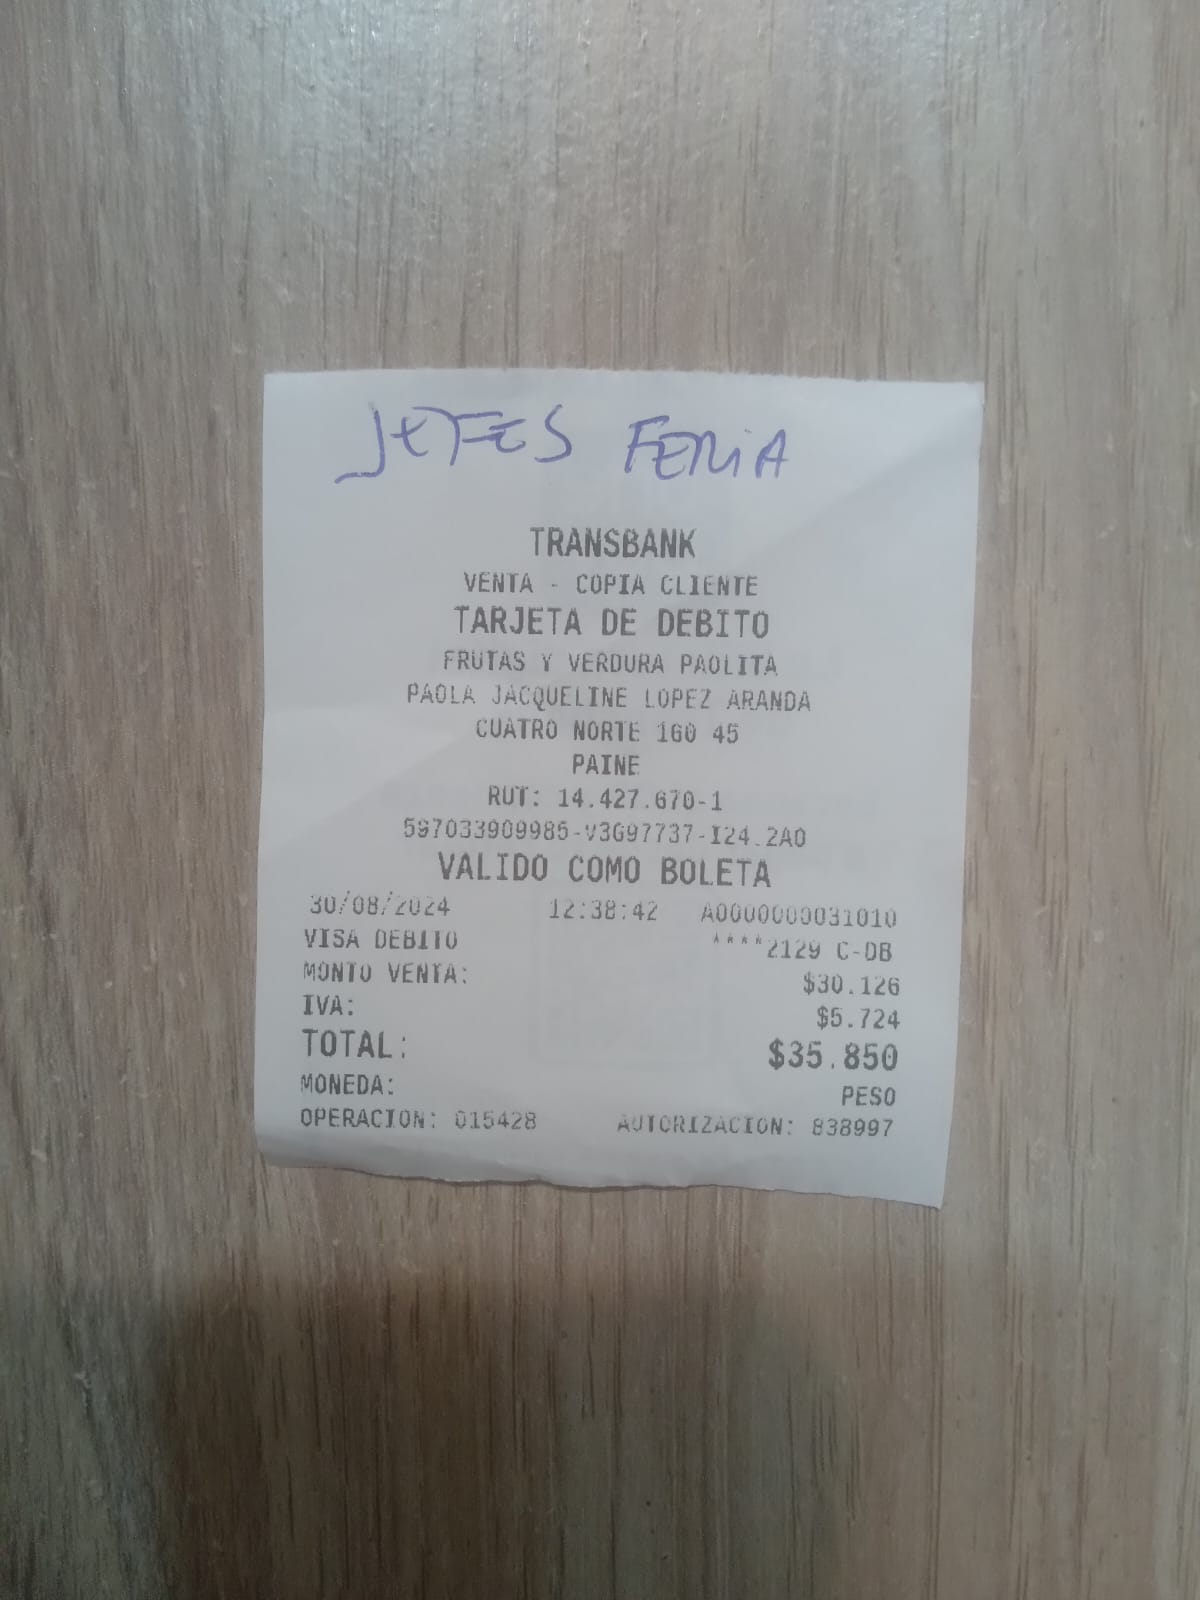 JEFES FERIA
TRANSBANK
VENTA - COPIA CLIENTE
TARJETA DE DEBITO
FRUTAS Y VERDURA PAOLITA
PAOLA JACQUELINE LOPEZ ARANDA
CUATRO NORTE 160 45
PAINE
RUT: 14.427.670-1
597033909985-V3G97737-I24.2A0
VALIDO COMO BOLETA
30/08/2024 12:38:42 A0000000031010
VISA DEBITO ****2129 C-DB
MONTO VENTA: $30.126
IVA: $5.724
TOTAL: $35.850
MONEDA: PESO
OPERACION: 015428 AUTORIZACION: 838997